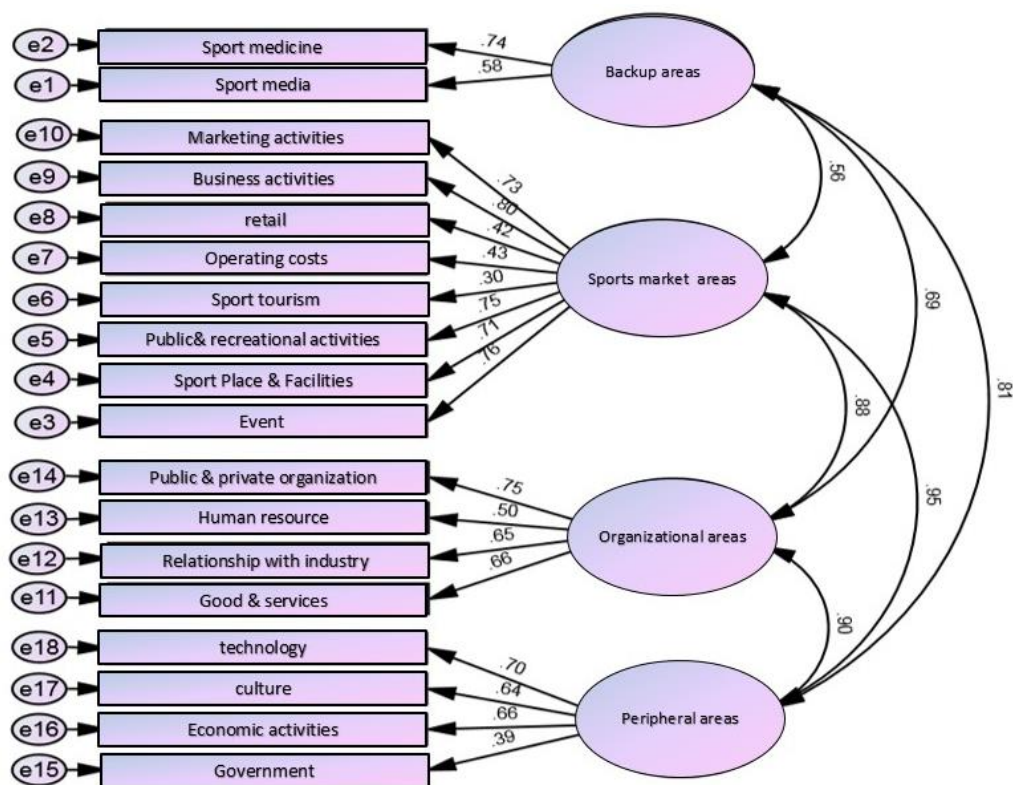 e2
Sport medicine
.74
Backup areas
e1
Sport media
.58
e10
Marketing activities
.73
e9
Business activities
.80
e8
retail
.42
e7
Operating costs
.43
Sports market areas
e6
Sport tourism
.30
e5
Public& recreational activities
.75
e4
Sport Place & Facilities
.71
e3
Event
.76
.56
.69
.81
.88
.95
e14
Public & private organization
.75
e13
Human resource
.50
Organizational areas
e12
Relationship with industry
.65
e11
Good & services
.66
.90
e18
technology
.70
e17
culture
.64
Peripheral areas
e16
Economic activities
.66
e15
Government
.39